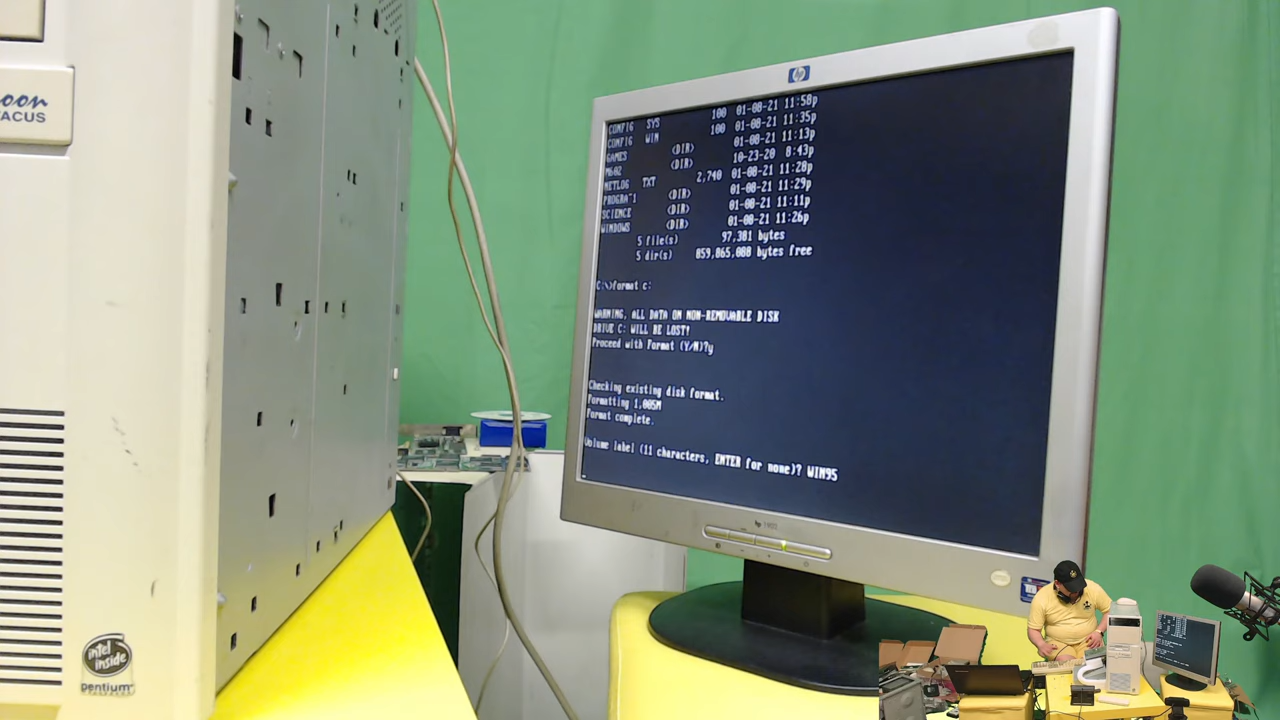 oon
TACUS
intel
inside
pentium
hp
CONFIG SYS 100 01-08-21 11:58p
CONFIG WIN 100 01-08-21 11:35p
GAMES <DIR> 01-08-21 11:13p
M602 <DIR> 10-23-20 8:43p
NETLOG TXT 2,740 01-08-21 11:28p
PROGRA~1 <DIR> 01-08-21 11:29p
SCIENCE <DIR> 01-08-21 11:11p
WINDOWS <DIR> 01-08-21 11:26p
5 file(s) 97,381 bytes
5 dir(s) 859,865,088 bytes free
C:\>format c:
WARNING, ALL DATA ON NON-REMOVABLE DISK
DRIVE C: WILL BE LOST!
Proceed with Format (Y/N)?y
Checking existing disk format.
Formatting 1,005M
Format complete.
Volume label (11 characters, ENTER for none)? WIN95
hp